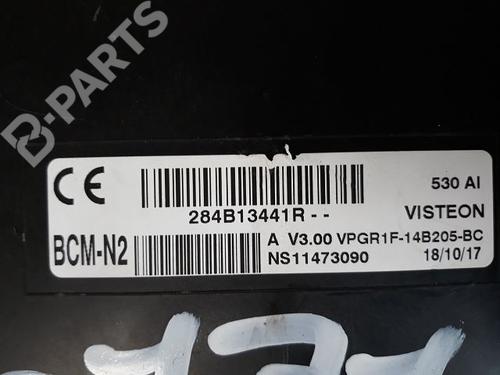 B-PARTS
CE
530 AI
284B13441R - -
VISTEON
BCM-N2
A V3.00 VPGR1F-14B205-BC
NS11473090
18/10/17